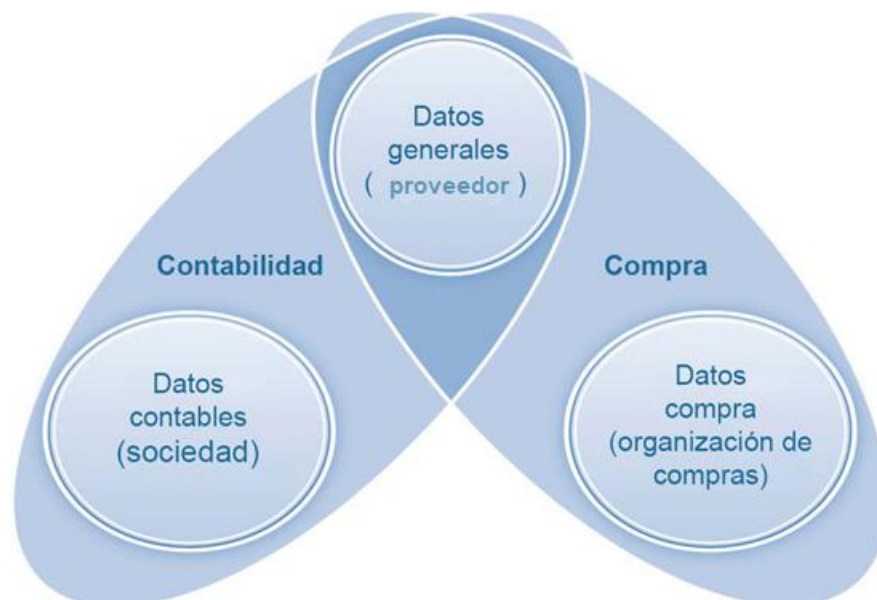 Datos
generales
( proveedor )
Contabilidad
Compra
Datos
contables
(sociedad)
Datos
compra
(organización de
compras)